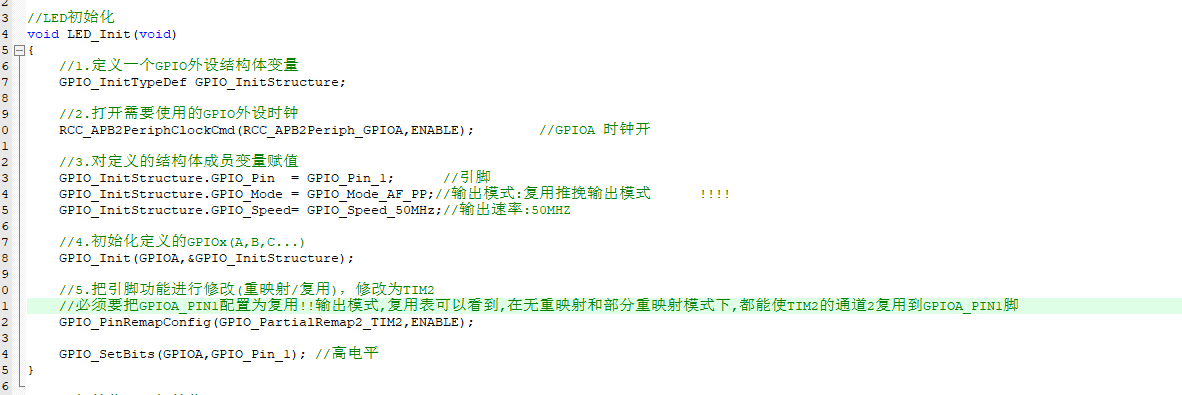 2
3 //LED初始化
4 void LED_Init(void)
5 {
6 //1.定义一个GPIO外设结构体变量
7 GPIO_InitTypeDef GPIO_InitStructure;
8
9 //2.打开需要使用的GPIO外设时钟
0 RCC_APB2PeriphClockCmd(RCC_APB2Periph_GPIOA,ENABLE); //GPIOA 时钟开
1
2 //3.对定义的结构体成员变量赋值
3 GPIO_InitStructure.GPIO_Pin = GPIO_Pin_1; //引脚
4 GPIO_InitStructure.GPIO_Mode = GPIO_Mode_AF_PP;//输出模式:复用推挽输出模式 !!!!
5 GPIO_InitStructure.GPIO_Speed= GPIO_Speed_50MHz;//输出速率:50MHZ
6
7 //4.初始化定义的GPIOx(A,B,C...)
8 GPIO_Init(GPIOA,&GPIO_InitStructure);
9
0 //5.把引脚功能进行修改(重映射/复用), 修改为TIM2
1 //必须要把GPIOA_PIN1配置为复用!!输出模式,复用表可以看到,在无重映射和部分重映射模式下,都能使TIM2的通道2复用到GPIOA_PIN1脚
2 GPIO_PinRemapConfig(GPIO_PartialRemap2_TIM2,ENABLE);
3
4 GPIO_SetBits(GPIOA,GPIO_Pin_1); //高电平
5 }
6